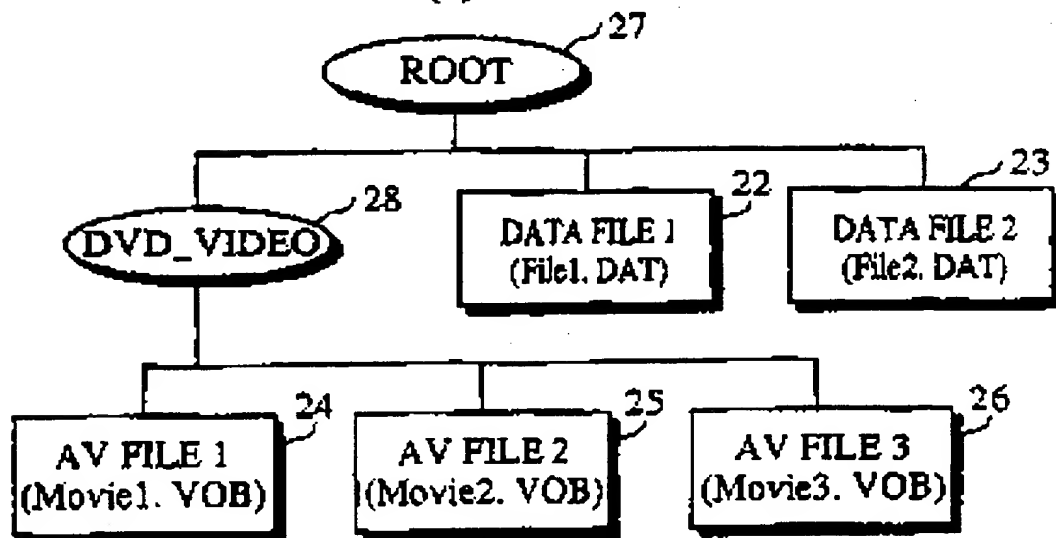 27
ROOT
28
DVD_VIDEO
22
DATA FILE 1
(File1. DAT)
23
DATA FILE 2
(File2. DAT)
24
AV FILE 1
(Movie1. VOB)
25
AV FILE 2
(Movie2. VOB)
26
AV FILE 3
(Movie3. VOB)